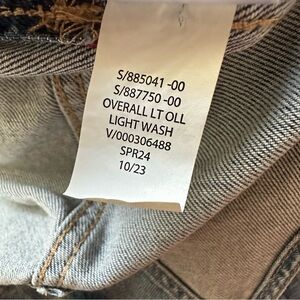 S/885041 -00
S/887750 -00
OVERALL LT OLL
LIGHT WASH
V/000306488
SPR24
10/23